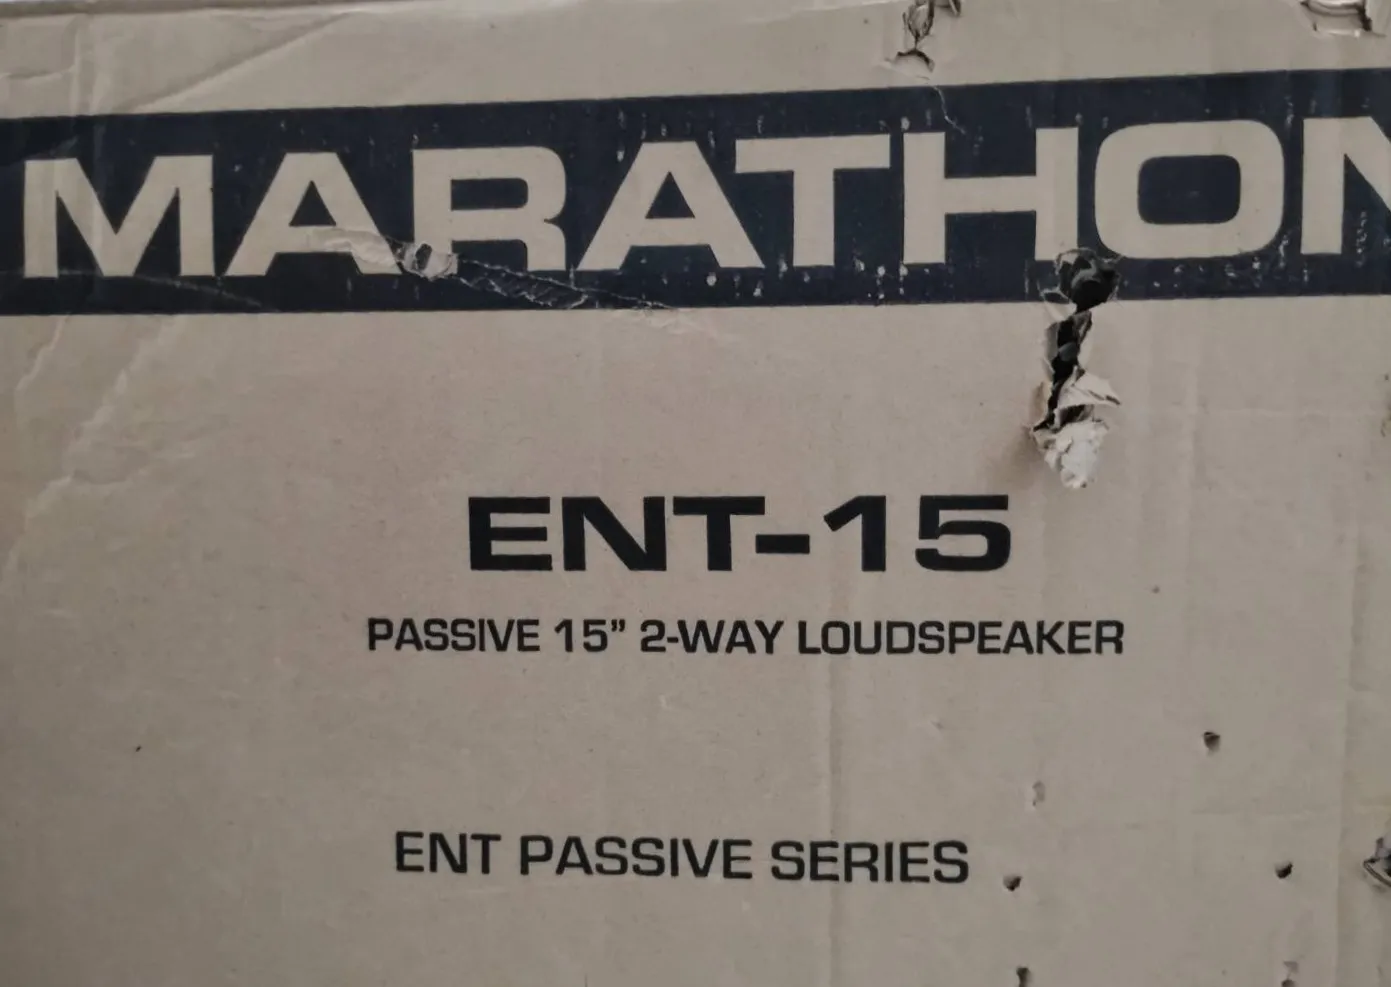 MARATHON
ENT-15
PASSIVE 15” 2-WAY LOUDSPEAKER
ENT PASSIVE SERIES